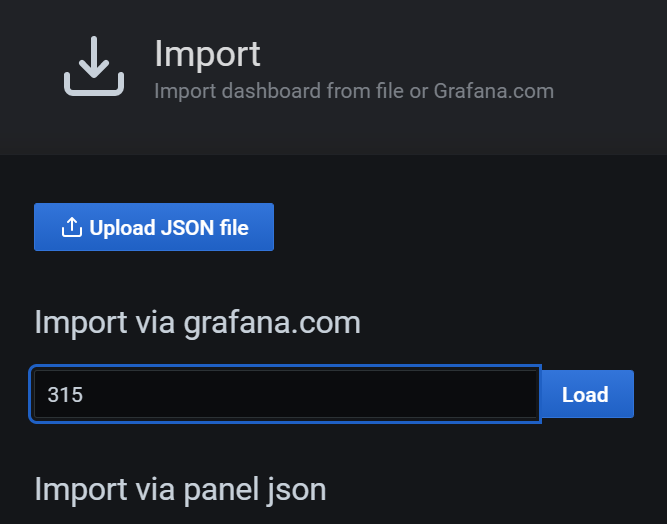 Import
Import dashboard from file or Grafana.com
Upload JSON file
Import via grafana.com
315
Load
Import via panel json